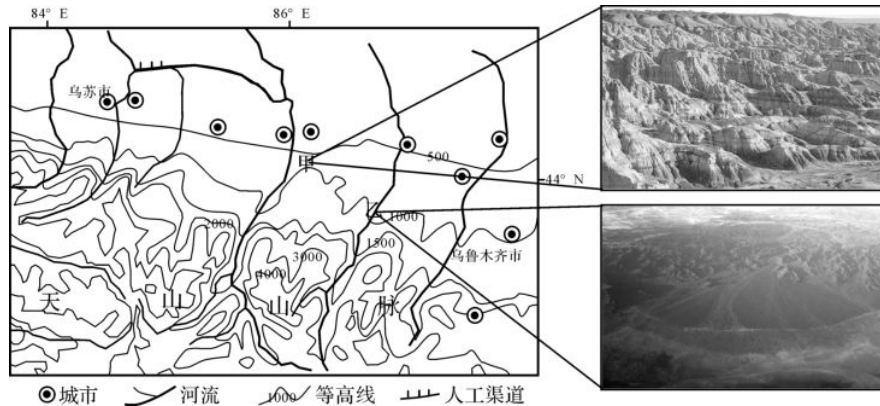 84° E
86° E
乌苏市
甲
500
44° N
乙
1000
2000
1500
3000
乌鲁木齐市
4000
天 山 山 脉
城市 河流 1000 等高线 人工渠道